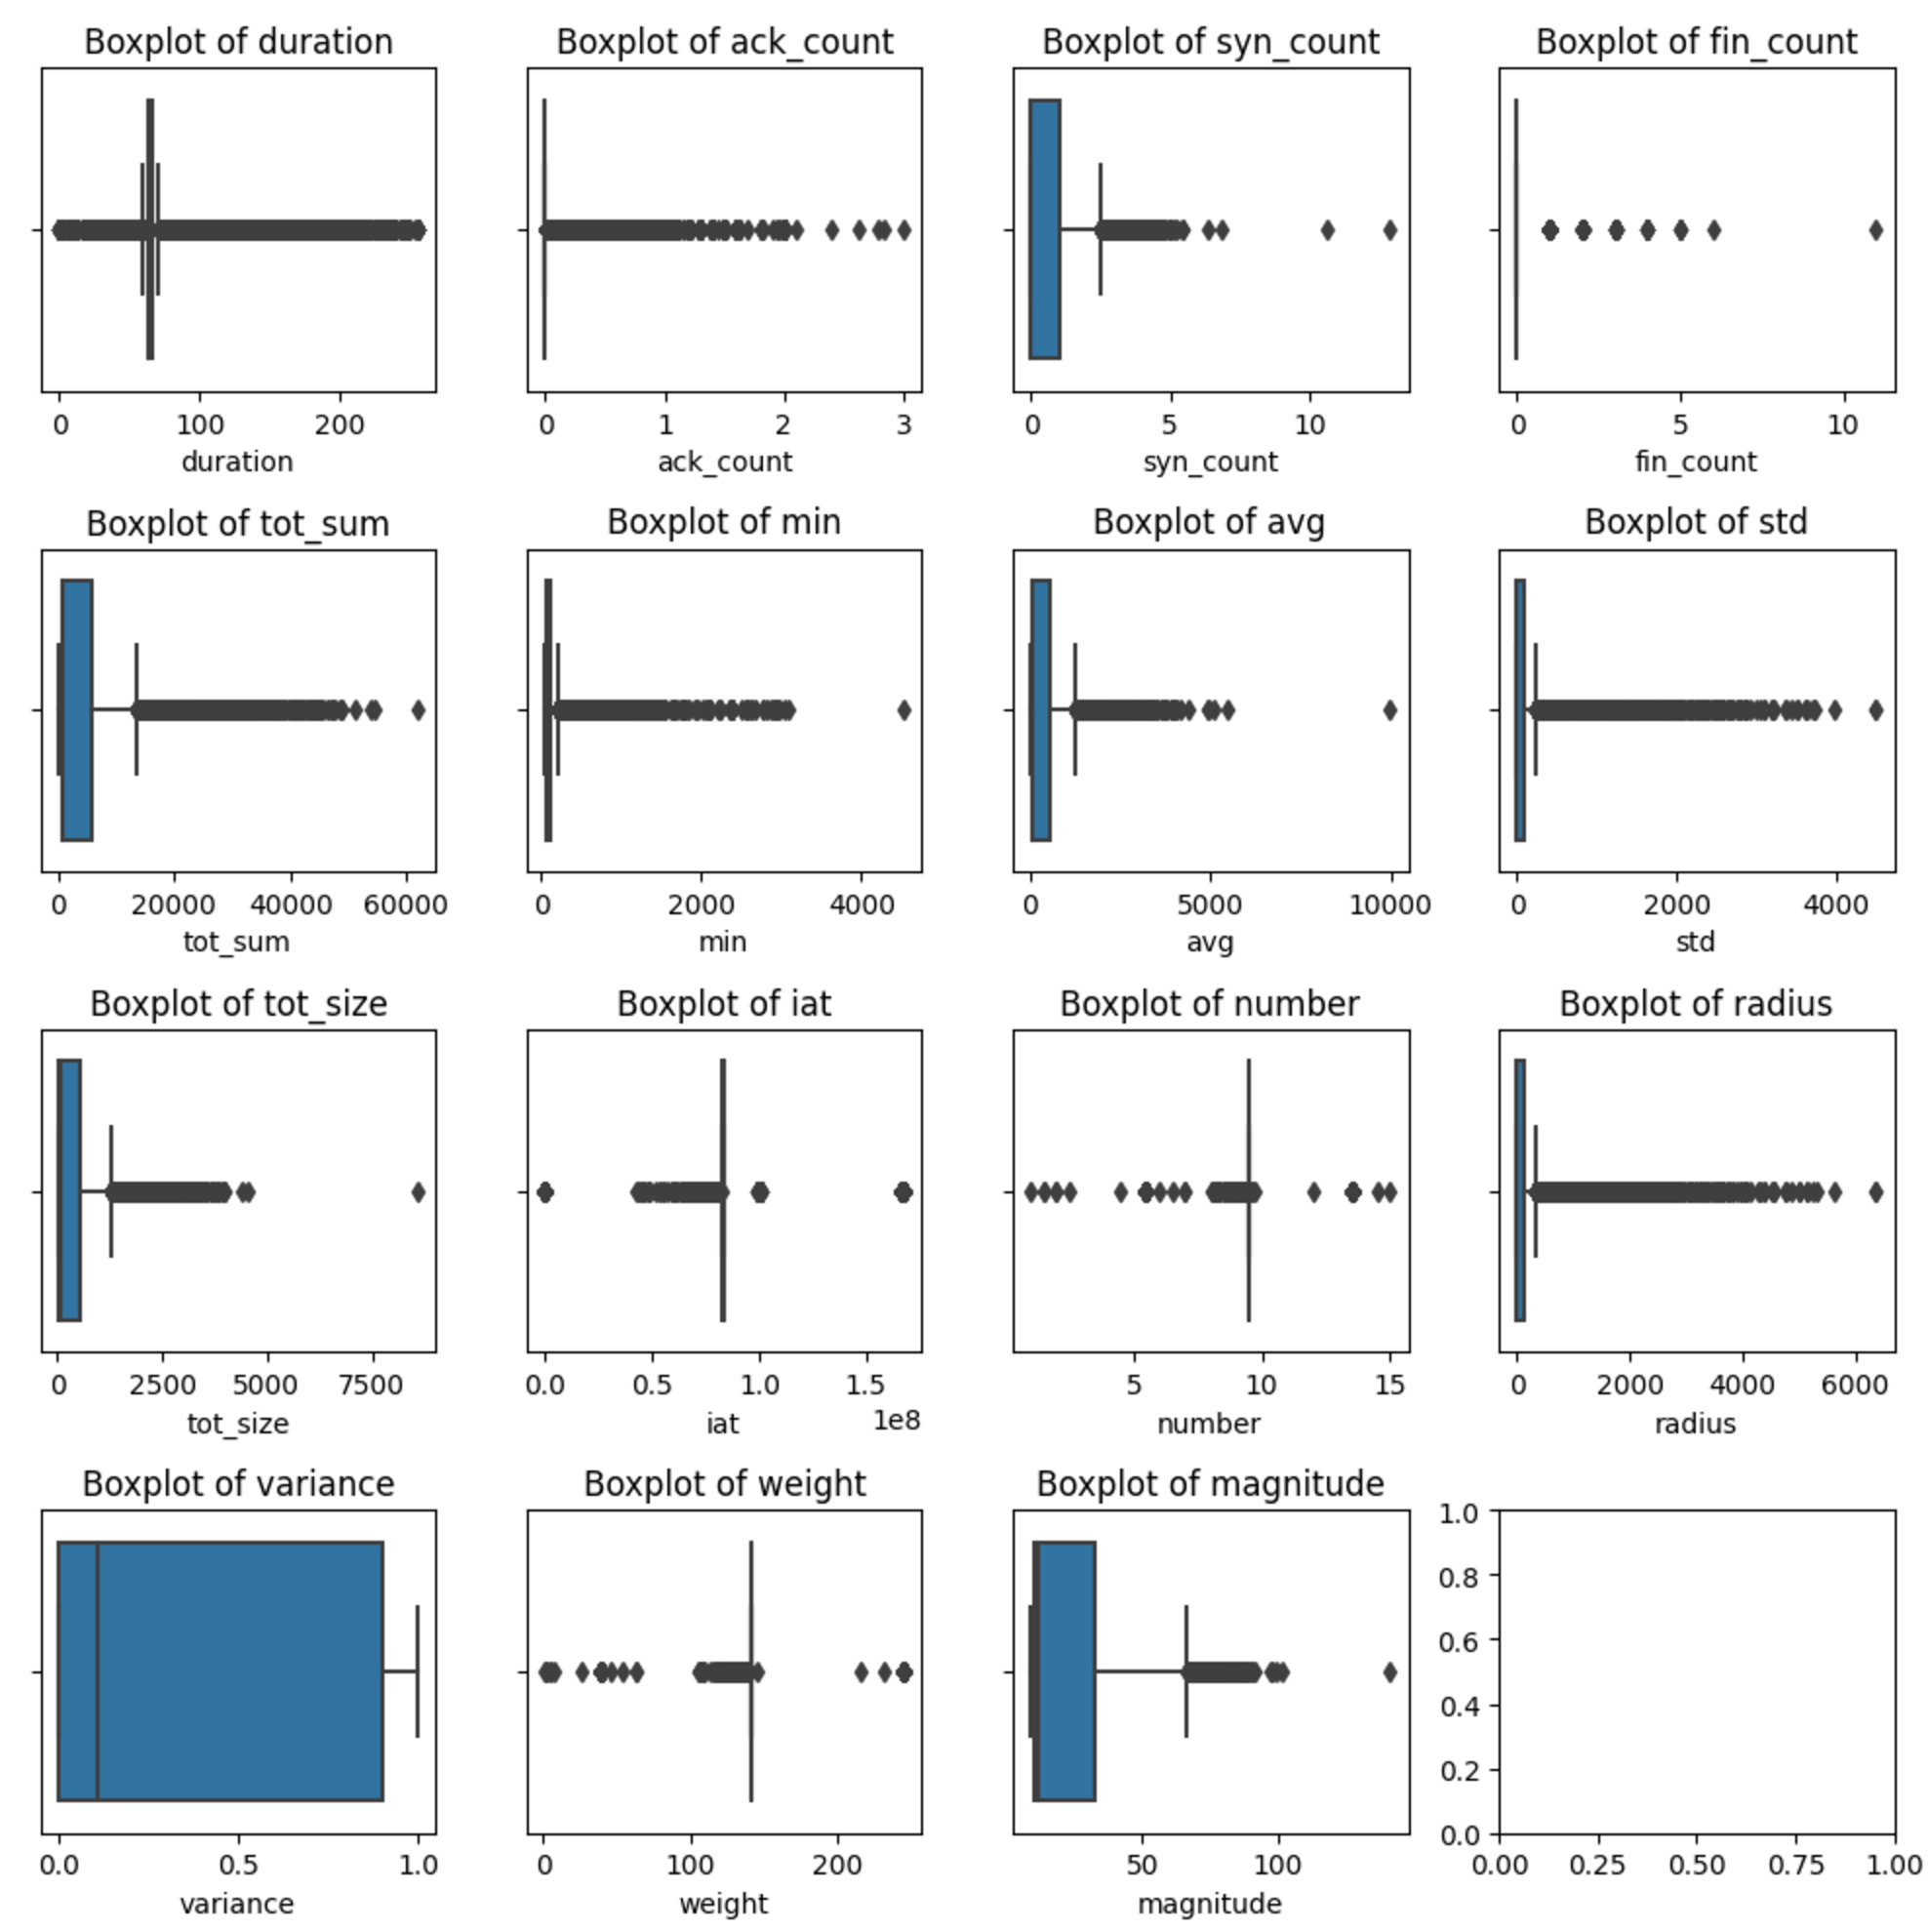 Boxplot of duration
Boxplot of ack_count
Boxplot of syn_count
Boxplot of fin_count
0 100 200
0 1 2 3
0 5 10
0 5 10
duration
ack_count
syn_count
fin_count
Boxplot of tot_sum
Boxplot of min
Boxplot of avg
Boxplot of std
0 20000 40000 60000
0 2000 4000
0 5000 10000
0 2000 4000
tot_sum
min
avg
std
Boxplot of tot_size
Boxplot of iat
Boxplot of number
Boxplot of radius
0 2500 5000 7500
0.0 0.5 1.0 1.5
5 10 15
0 2000 4000 6000
tot_size
iat
1e8
number
radius
Boxplot of variance
Boxplot of weight
Boxplot of magnitude
1.0
0.8
0.6
0.4
0.2
0.0
0.0 0.5 1.0
0 100 200
50 100
0.00 0.25 0.50 0.75 1.00
variance
weight
magnitude